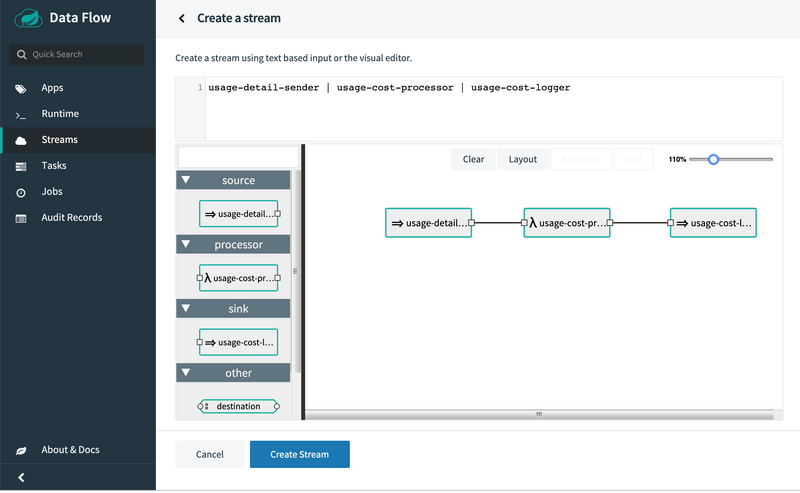 Data Flow
Quick Search
Apps
Runtime
Streams
Tasks
Jobs
Audit Records
About & Docs
Create a stream
Create a stream using text based input or the visual editor.
1 usage-detail-sender | usage-cost-processor | usage-cost-logger
Clear Layout Grid 110%
source
usage-detail...
processor
λ usage-cost-pr...
sink
usage-cost-l...
other
destination
usage-detail... λ usage-cost-pr... usage-cost-l...
Cancel Create Stream